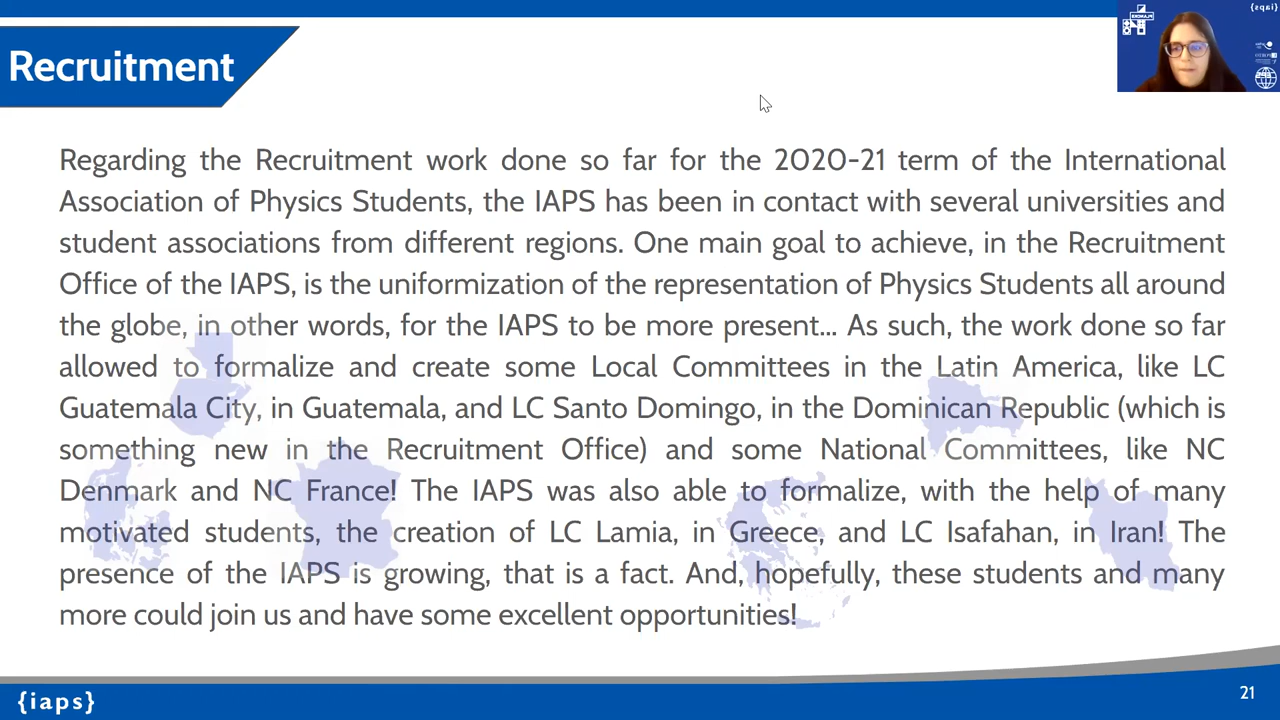 Recruitment
Regarding the Recruitment work done so far for the 2020-21 term of the International
Association of Physics Students, the IAPS has been in contact with several universities and
student associations from different regions. One main goal to achieve, in the Recruitment
Office of the IAPS, is the uniformization of the representation of Physics Students all around
the globe, in other words, for the IAPS to be more present... As such, the work done so far
allowed to formalize and create some Local Committees in the Latin America, like LC
Guatemala City, in Guatemala, and LC Santo Domingo, in the Dominican Republic (which is
something new in the Recruitment Office) and some National Committees, like NC
Denmark and NC France! The IAPS was also able to formalize, with the help of many
motivated students, the creation of LC Lamia, in Greece, and LC Isafahan, in Iran! The
presence of the IAPS is growing, that is a fact. And, hopefully, these students and many
more could join us and have some excellent opportunities!
{iaps}
21